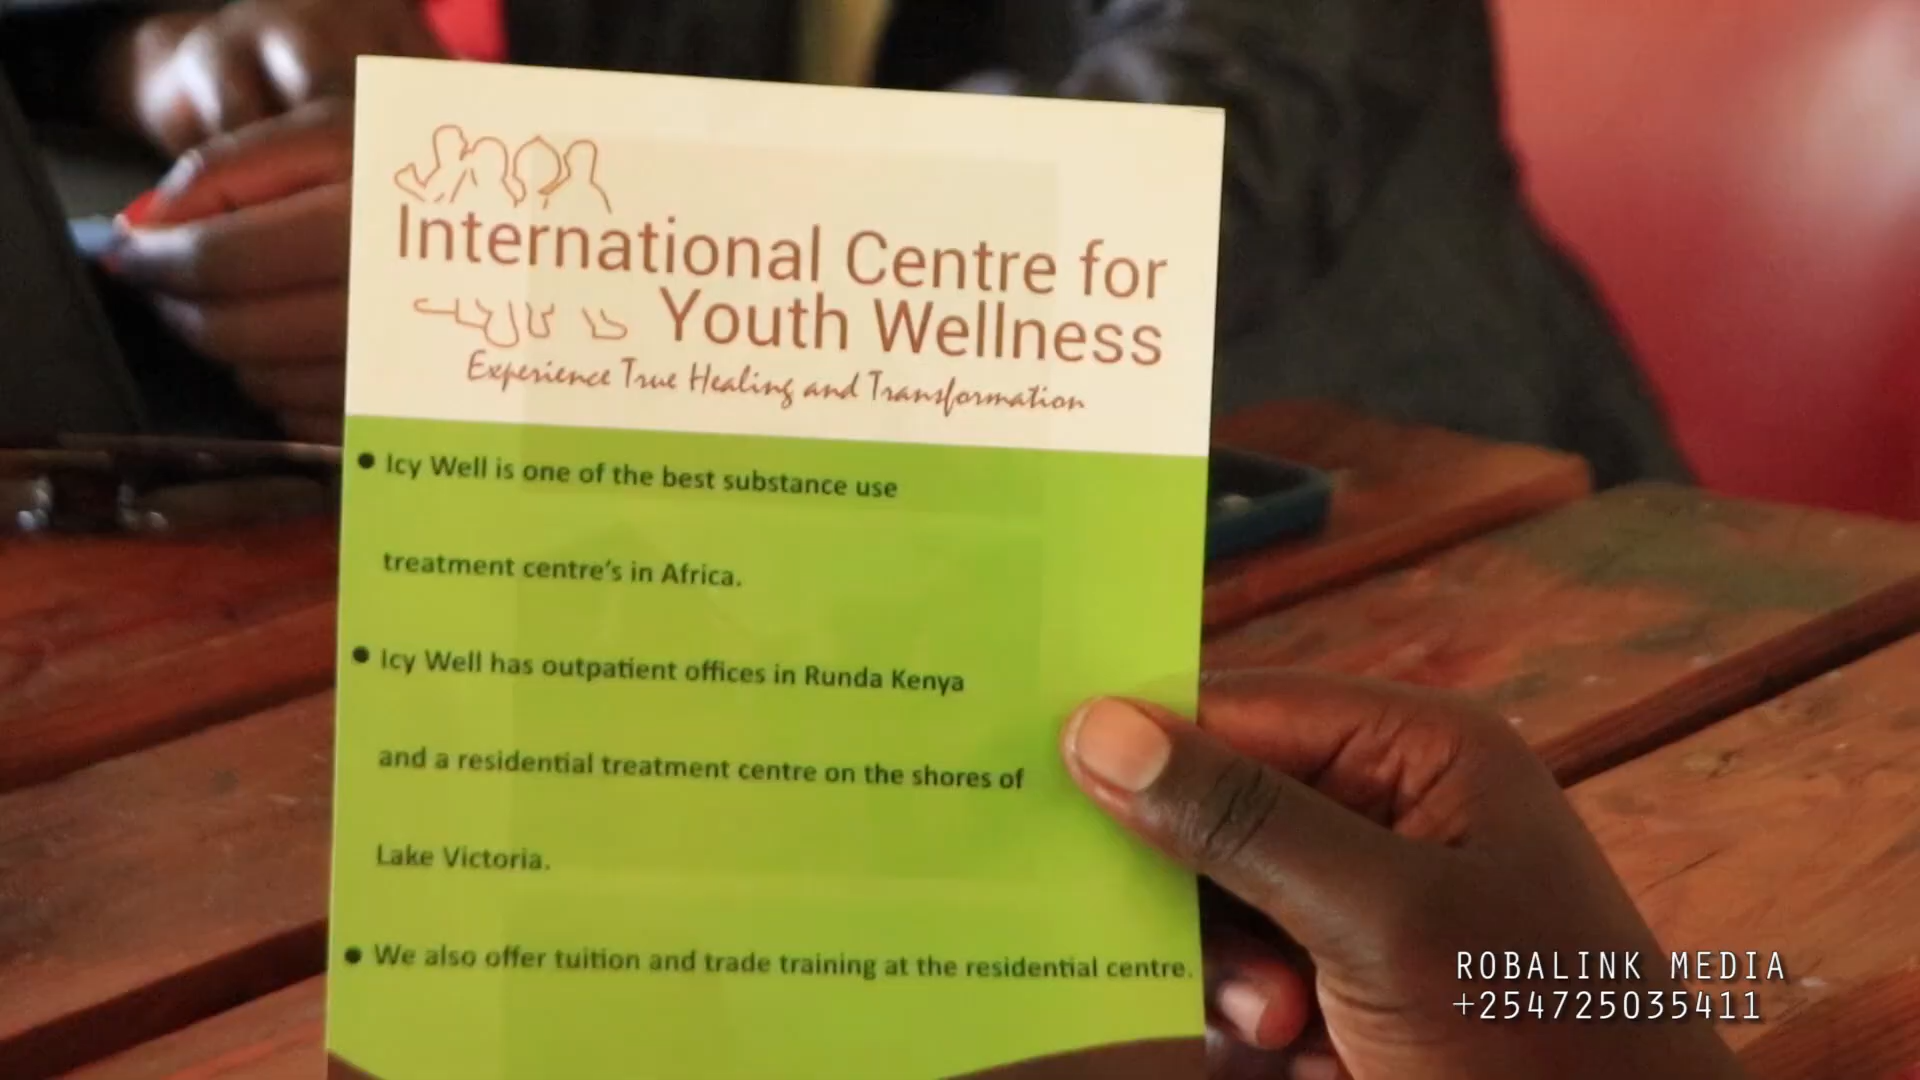 International Centre for
Youth Wellness
Experience True Healing and Transformation
● Icy Well is one of the best substance use
treatment centre's in Africa.
● Icy Well has outpatient offices in Runda Kenya
and a residential treatment centre on the shores of
Lake Victoria.
● We also offer tuition and trade training at the residential centre.
ROBALINK MEDIA
+254725035411